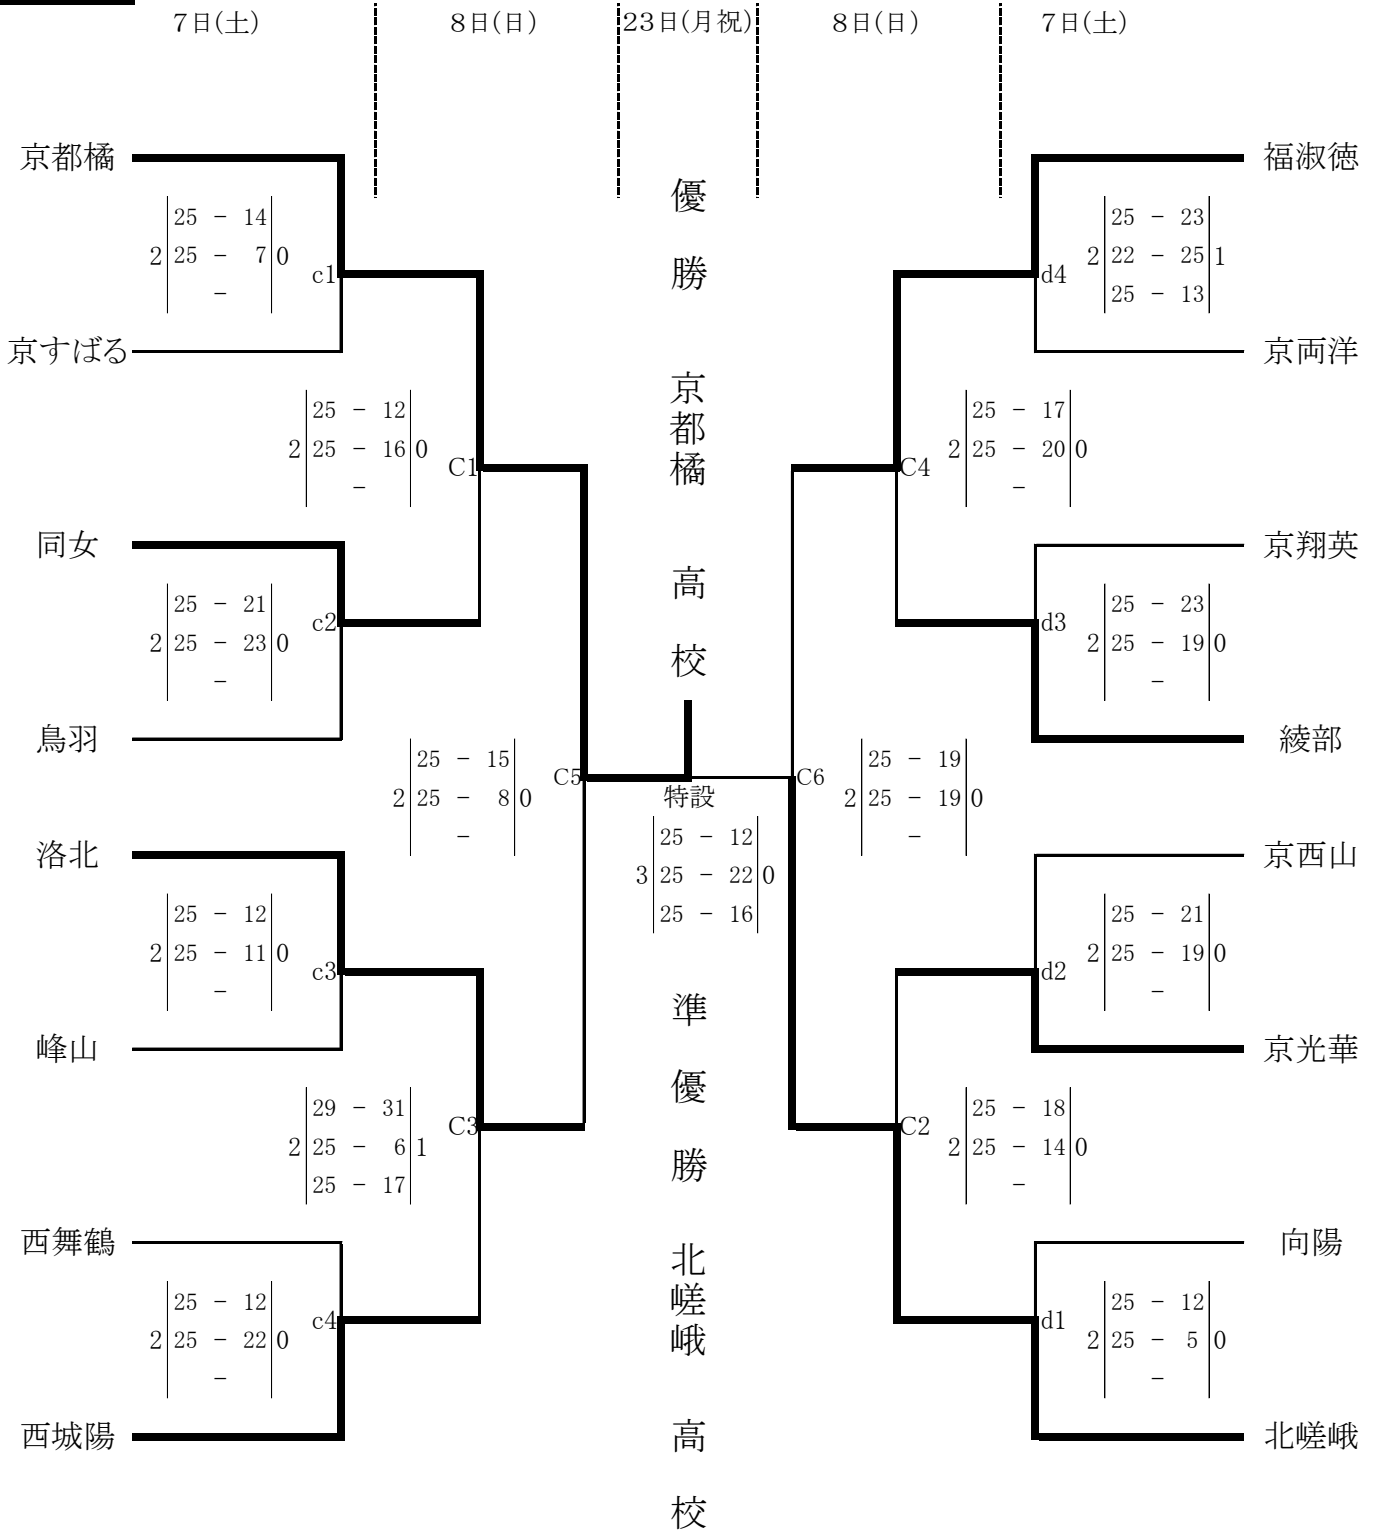 7日(土)
8日(日)
23日(月祝)
8日(日)
7日(土)
京都橘
25 － 14
2 25 － 7 0
－
c1
京すばる
25 － 12
2 25 － 16 0
－
C1
同女
25 － 21
2 25 － 23 0
－
c2
鳥羽
25 － 15
2 25 － 8 0
－
C5
洛北
25 － 12
2 25 － 11 0
－
c3
峰山
29 － 31
2 25 － 6 1
25 － 17
C3
西舞鶴
25 － 12
2 25 － 22 0
－
c4
西城陽
優勝
京都橘
高校
特設
25 － 12
3 25 － 22 0
25 － 16
準優勝
北嵯峨
高校
福淑徳
25 － 23
2 22 － 25 1
25 － 13
d4
京両洋
25 － 17
2 25 － 20 0
－
C4
京翔英
25 － 23
2 25 － 19 0
－
d3
綾部
25 － 19
2 25 － 19 0
－
C6
京西山
25 － 21
2 25 － 19 0
－
d2
京光華
25 － 18
2 25 － 14 0
－
C2
向陽
25 － 12
2 25 － 5 0
－
d1
北嵯峨